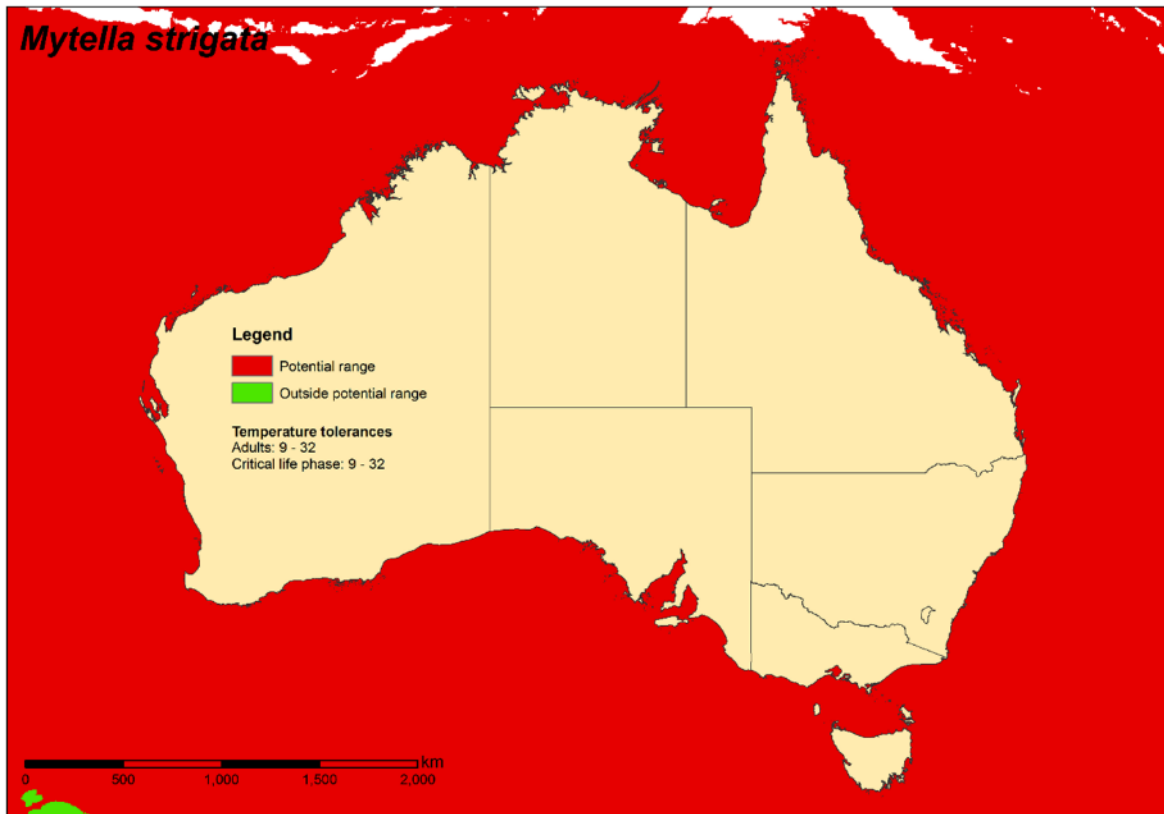 Mytella strigata
Legend
Potential range
Outside potential range
Temperature tolerances
Adults: 9 - 32
Critical life phase: 9 - 32
km
0 500 1,000 1,500 2,000